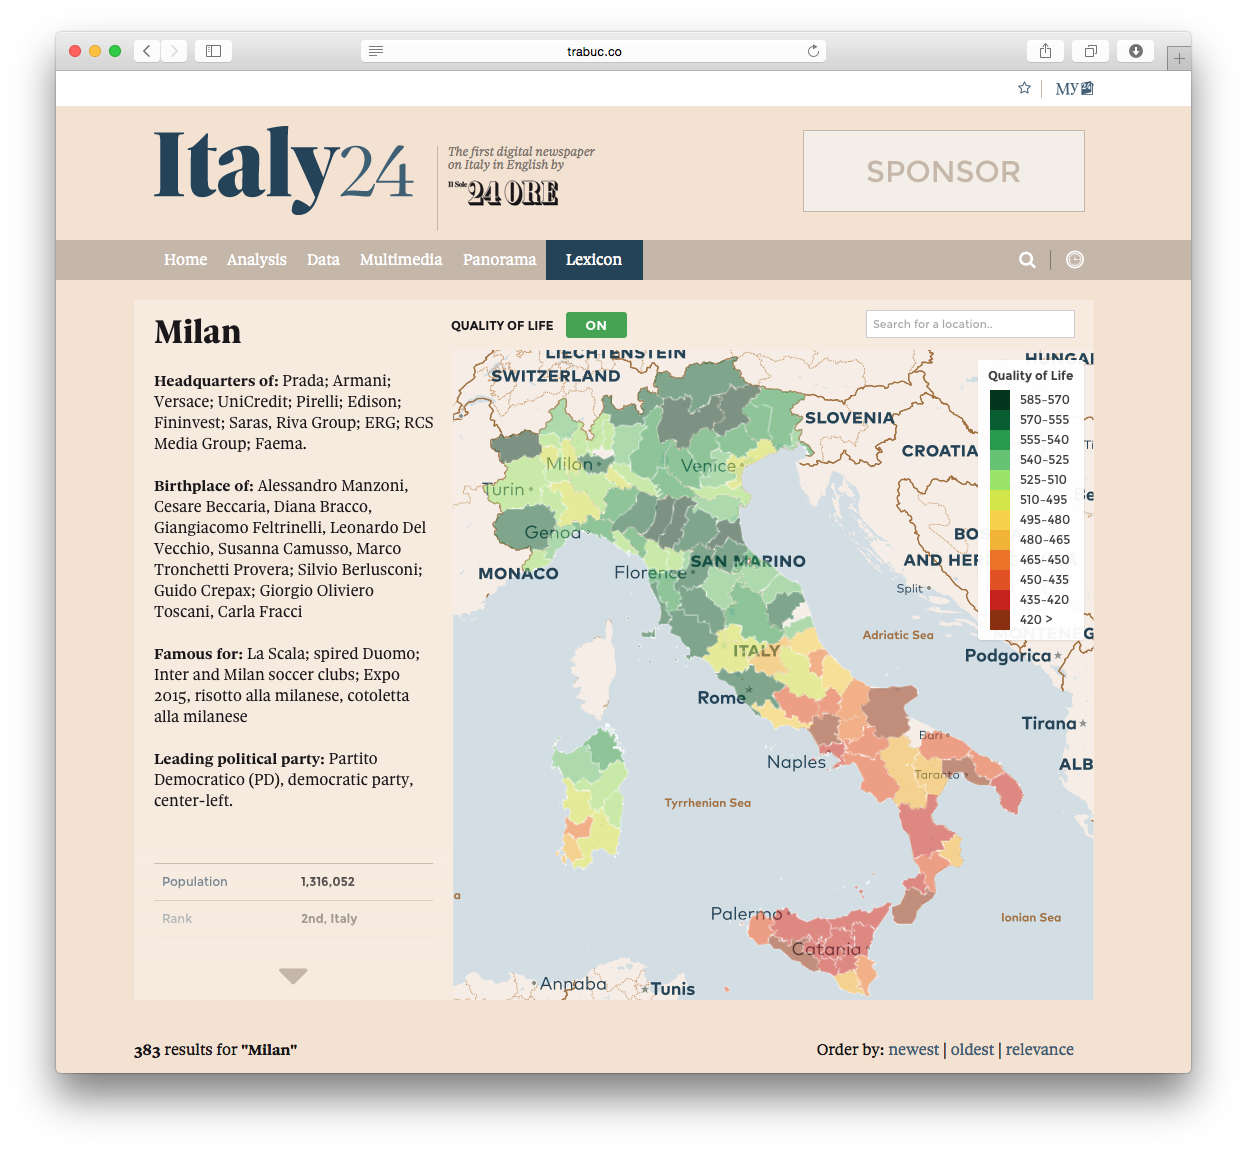 trabuc.co
MY24
Italy24
The first digital newspaper
on Italy in English by
Il Sole 24 ORE
SPONSOR
Home Analysis Data Multimedia Panorama Lexicon
Milan
Headquarters of: Prada; Armani;
Versace; UniCredit; Pirelli; Edison;
Fininvest; Saras, Riva Group; ERG; RCS
Media Group; Faema.
Birthplace of: Alessandro Manzoni,
Cesare Beccaria, Diana Bracco,
Giangiacomo Feltrinelli, Leonardo Del
Vecchio, Susanna Camusso, Marco
Tronchetti Provera; Silvio Berlusconi;
Guido Crepax; Giorgio Oliviero
Toscani, Carla Fracci
Famous for: La Scala; spired Duomo;
Inter and Milan soccer clubs; Expo
2015, risotto alla milanese, cotoletta
alla milanese
Leading political party: Partito
Democratico (PD), democratic party,
center-left.
Population 1,316,052
Rank 2nd, Italy
QUALITY OF LIFE ON
Search for a location..
LIECHTENSTEIN
SWITZERLAND
HUNGA
SLOVENIA
CROATIA
Ti
Milan
Venice
Turin
Be
Genoa
BO
SAN MARINO
AND HER
MONACO
Florence
Split
Adriatic Sea
MONTENEG
ITALY
Podgorica
Rome
Tirana
Bari
Naples
ALB
Taranto
Tyrrhenian Sea
a
Palermo
Ionian Sea
Catania
Annaba
Tunis
Quality of Life
585-570
570-555
555-540
540-525
525-510
510-495
495-480
480-465
465-450
450-435
435-420
420 >
383 results for "Milan"
Order by: newest | oldest | relevance